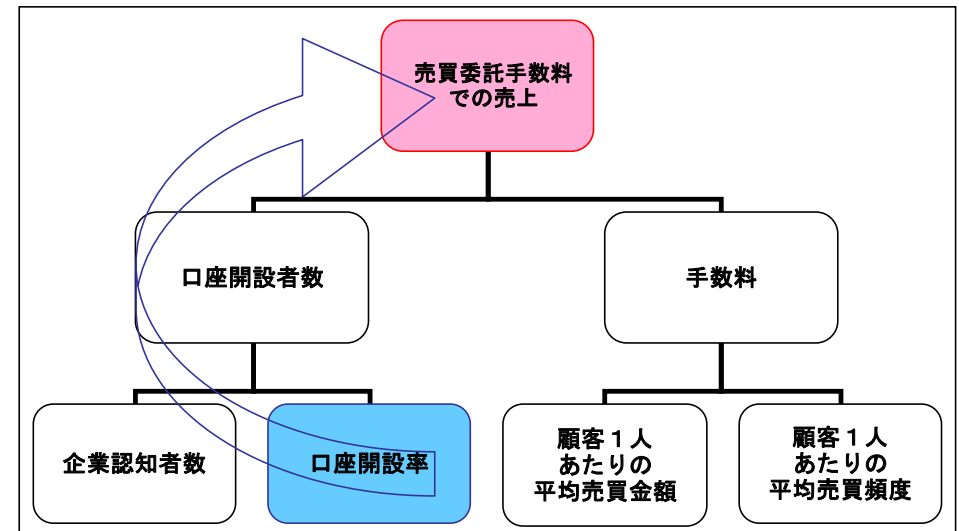 売買委託手数料
での売上
口座開設者数
手数料
企業認知者数
口座開設率
顧客１人
あたりの
平均売買金額
顧客１人
あたりの
平均売買頻度